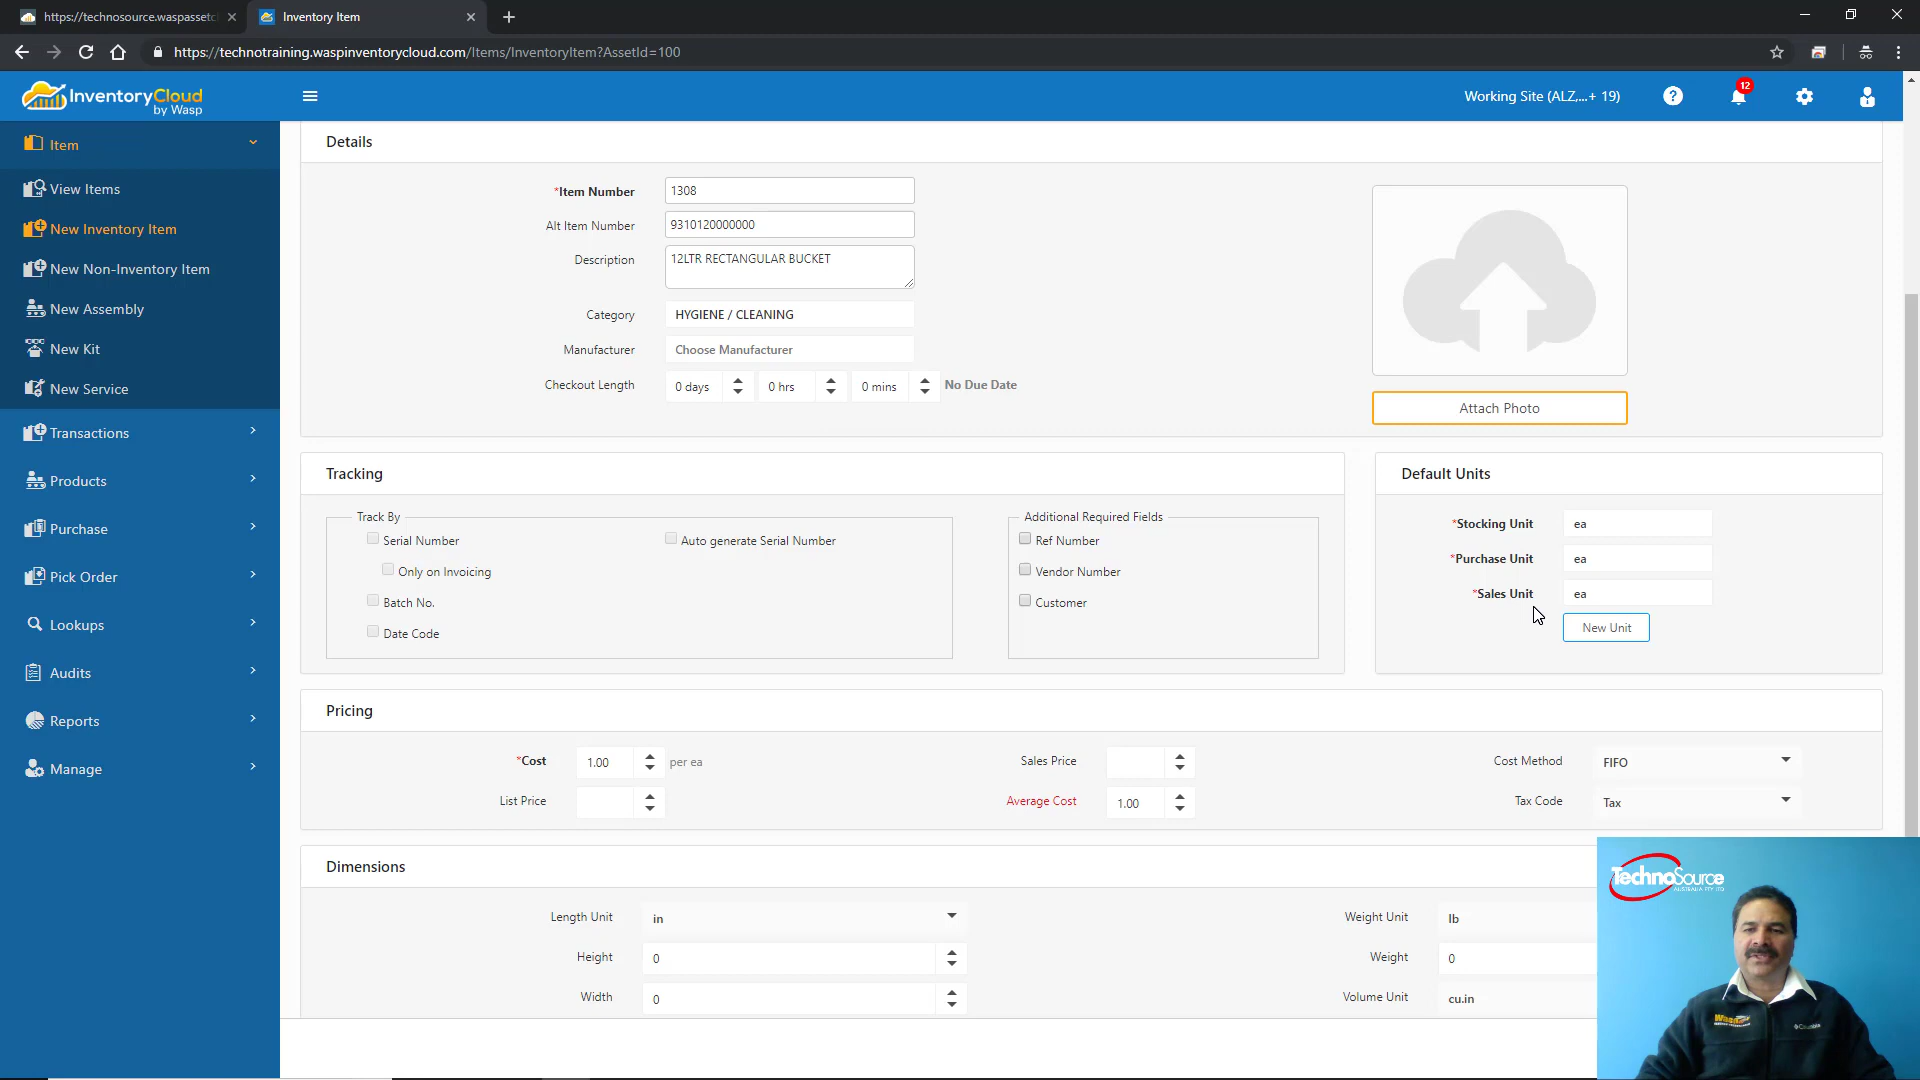 https://technosource.waspassetcl
Inventory Item
https://technotraining.waspinventorycloud.com/Items/InventoryItem?AssetId=100
InventoryCloud
by Wasp
Working Site (ALZ,...+ 19)
12
Item
View Items
New Inventory Item
New Non-Inventory Item
New Assembly
New Kit
New Service
Transactions
Products
Purchase
Pick Order
Lookups
Audits
Reports
Manage
Details
*Item Number 1308
Alt Item Number 9310120000000
Description 12LTR RECTANGULAR BUCKET
Category HYGIENE / CLEANING
Manufacturer Choose Manufacturer
Checkout Length 0 days 0 hrs 0 mins No Due Date
Attach Photo
Tracking
Track By
Serial Number
Auto generate Serial Number
Only on Invoicing
Batch No.
Date Code
Additional Required Fields
Ref Number
Vendor Number
Customer
Default Units
*Stocking Unit ea
*Purchase Unit ea
*Sales Unit ea
New Unit
Pricing
*Cost 1.00 per ea
Sales Price
Cost Method FIFO
List Price
Average Cost 1.00
Tax Code Tax
Dimensions
Length Unit in
Weight Unit lb
Height 0
Weight 0
Width 0
Volume Unit cu.in
TechnoSource
AUSTRALIA PTY LTD
Wasp
Columbia